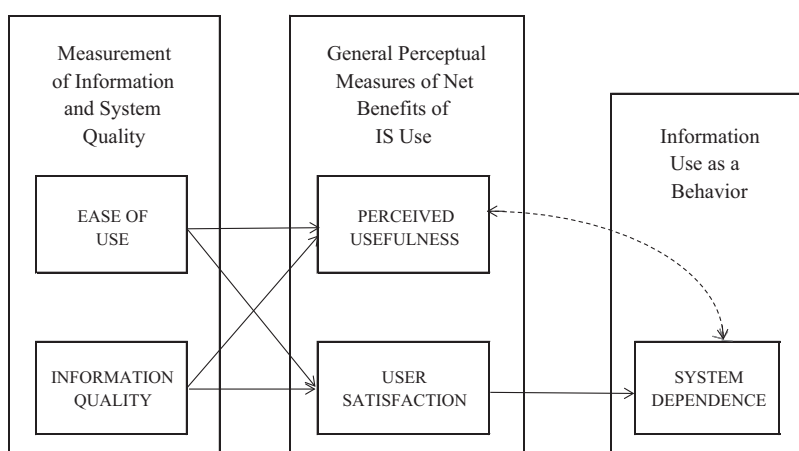 Measurement
of Information
and System
Quality
EASE OF
USE
INFORMATION
QUALITY
General Perceptual
Measures of Net
Benefits of
IS Use
PERCEIVED
USEFULNESS
USER
SATISFACTION
Information
Use as a
Behavior
SYSTEM
DEPENDENCE